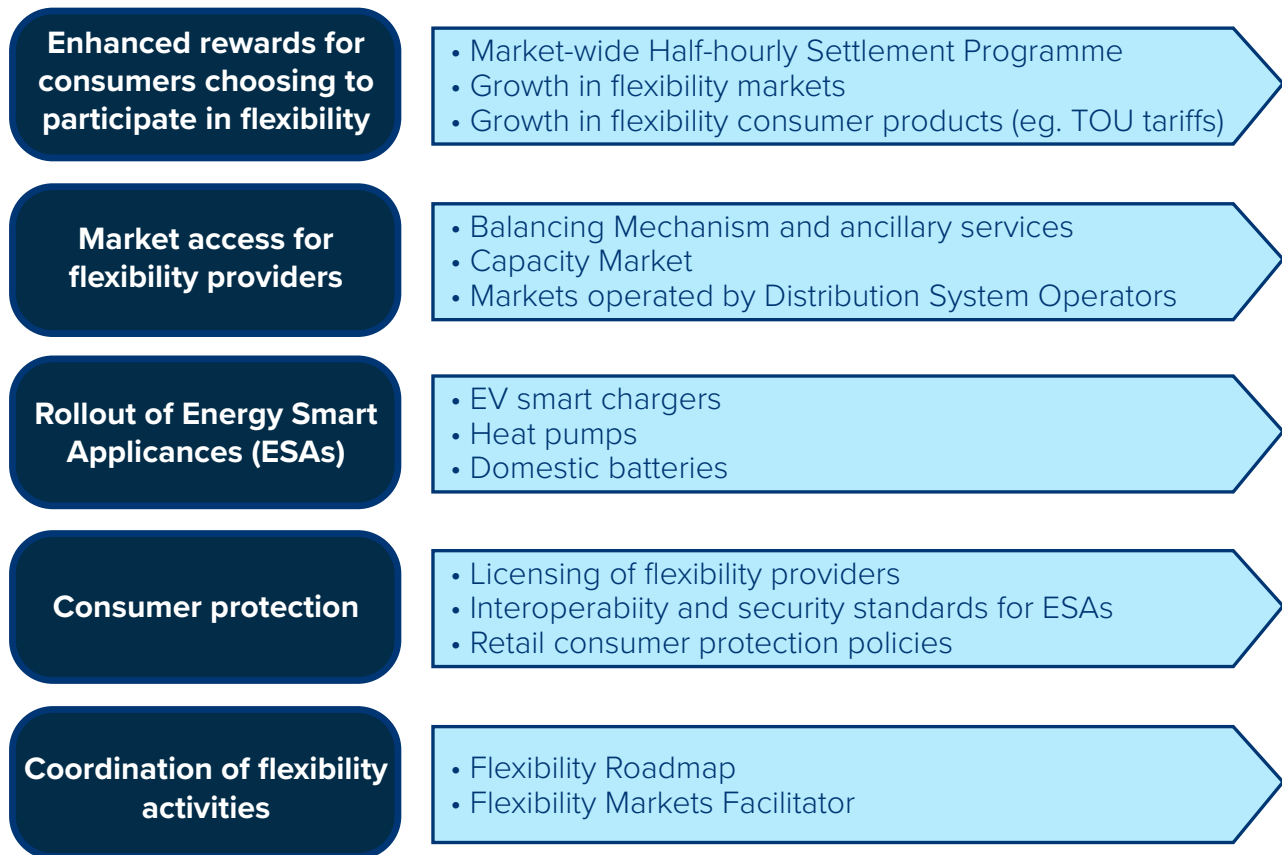 Enhanced rewards for
consumers choosing to
participate in flexibility
• Market-wide Half-hourly Settlement Programme
• Growth in flexibility markets
• Growth in flexibility consumer products (eg. TOU tariffs)
Market access for
flexibility providers
• Balancing Mechanism and ancillary services
• Capacity Market
• Markets operated by Distribution System Operators
Rollout of Energy Smart
Applicances (ESAs)
• EV smart chargers
• Heat pumps
• Domestic batteries
Consumer protection
• Licensing of flexibility providers
• Interoperabiity and security standards for ESAs
• Retail consumer protection policies
Coordination of flexibility
activities
• Flexibility Roadmap
• Flexibility Markets Facilitator